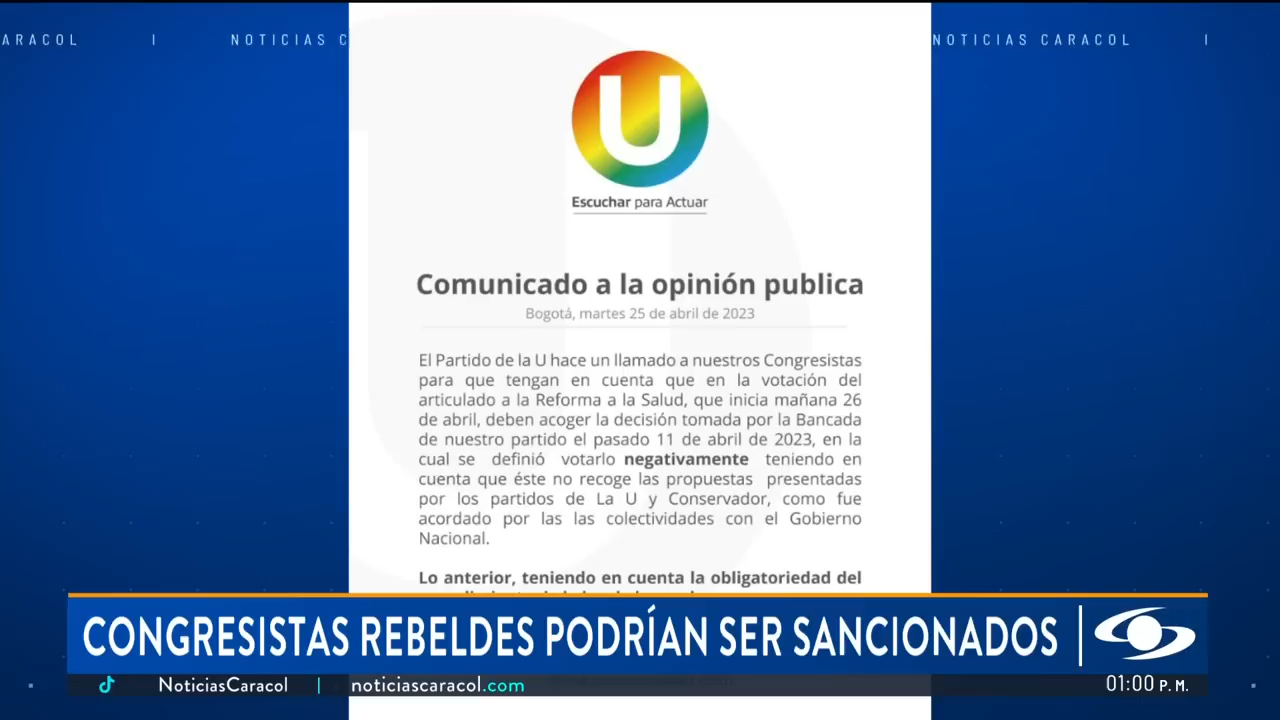 ARACOL | NOTICIAS C
NOTICIAS CARACOL |
U
Escuchar para Actuar
Comunicado a la opinión publica
Bogotá, martes 25 de abril de 2023
El Partido de la U hace un llamado a nuestros Congresistas
para que tengan en cuenta que en la votación del
articulado a la Reforma a la Salud, que inicia mañana 26
de abril, deben acoger la decisión tomada por la Bancada
de nuestro partido el pasado 11 de abril de 2023, en la
cual se definió votarlo negativamente teniendo en
cuenta que éste no recoge las propuestas presentadas
por los partidos de La U y Conservador, como fue
acordado por las las colectividades con el Gobierno
Nacional.
Lo anterior, teniendo en cuenta la obligatoriedad del
CONGRESISTAS REBELDES PODRÍAN SER SANCIONADOS
NoticiasCaracol | noticiascaracol.com
01:00 P.M.